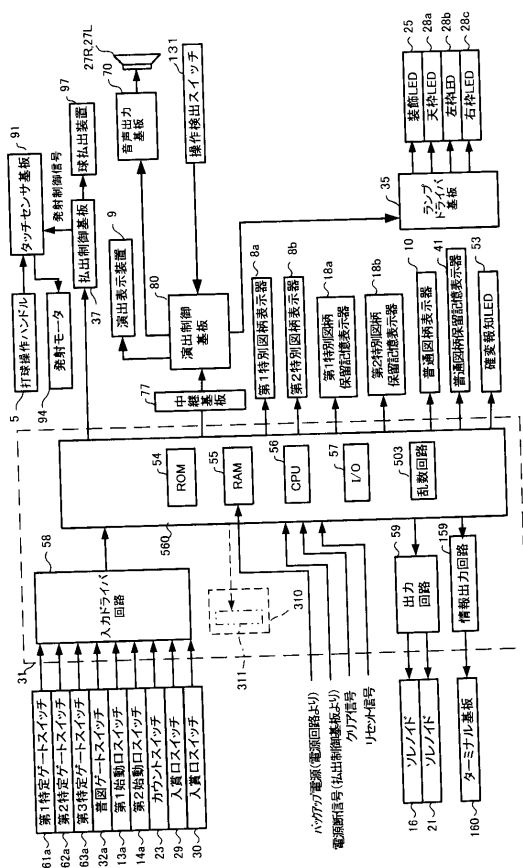 31
61a
第1特定ゲートスイッチ
62a
第2特定ゲートスイッチ
63a
第3特定ゲートスイッチ
32a
普図ゲートスイッチ
13a
第1始動口スイッチ
14a
第2始動口スイッチ
23
カウントスイッチ
29
入賞口スイッチ
30
入賞口スイッチ
58
入力ドライバ
回路
311
310
バックアップ電源(電源回路より)
電源断信号(払出制御基板より)
クリア信号
リセット信号
16
ソレノイド
21
ソレノイド
160
ターミナル基板
59
出力
回路
159
情報出力回路
560
54
ROM
55
RAM
56
CPU
57
I/O
503
乱数回路
5
打球操作ハンドル
94
発射モータ
91
タッチセンサ基板
発射制御信号
37
払出制御基板
97
球払出装置
77
中継
基板
9
演出表示装置
80
演出制御
基板
27R,27L
70
音声出力
基板
131
操作検出スイッチ
8a
第1特別図柄表示器
8b
第2特別図柄表示器
18a
第1特別図柄
保留記憶表示器
18b
第2特別図柄
保留記憶表示器
10
普通図柄表示器
41
普通図柄保留記憶表示器
53
確変報知LED
35
ランプ
ドライバ
基板
25
装飾LED
28a
天枠LED
28b
左枠LED
28c
右枠LED